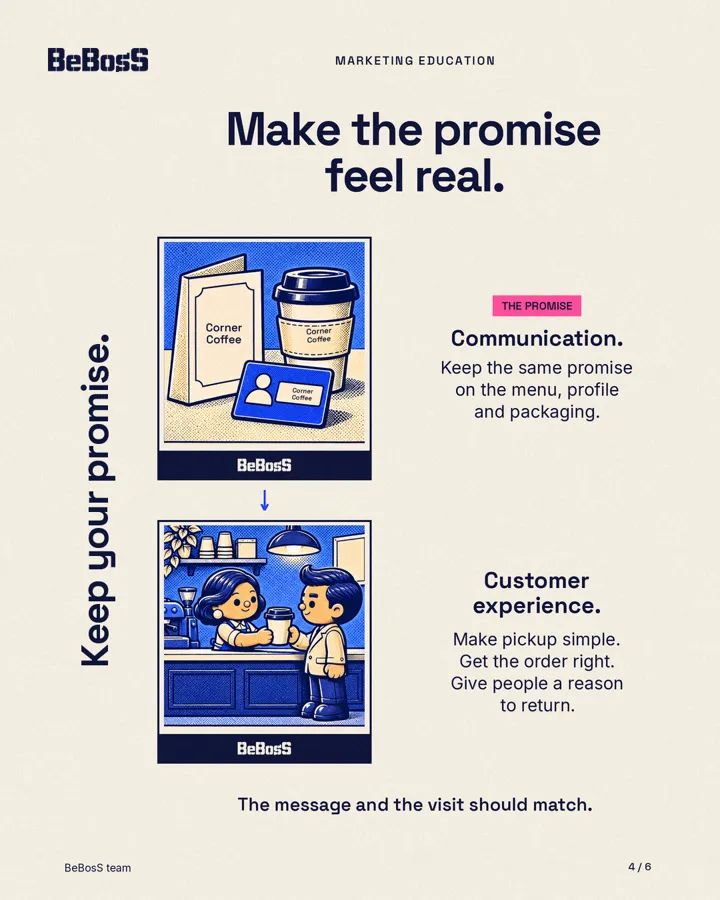 BeBosS
MARKETING EDUCATION
Make the promise
feel real.
Keep your promise.
Corner
Coffee
Corner
Coffee
Corner
Coffee
BeBosS
THE PROMISE
Communication.
Keep the same promise
on the menu, profile
and packaging.
↓
BeBosS
Customer
experience.
Make pickup simple.
Get the order right.
Give people a reason
to return.
The message and the visit should match.
BeBosS team
4 / 6